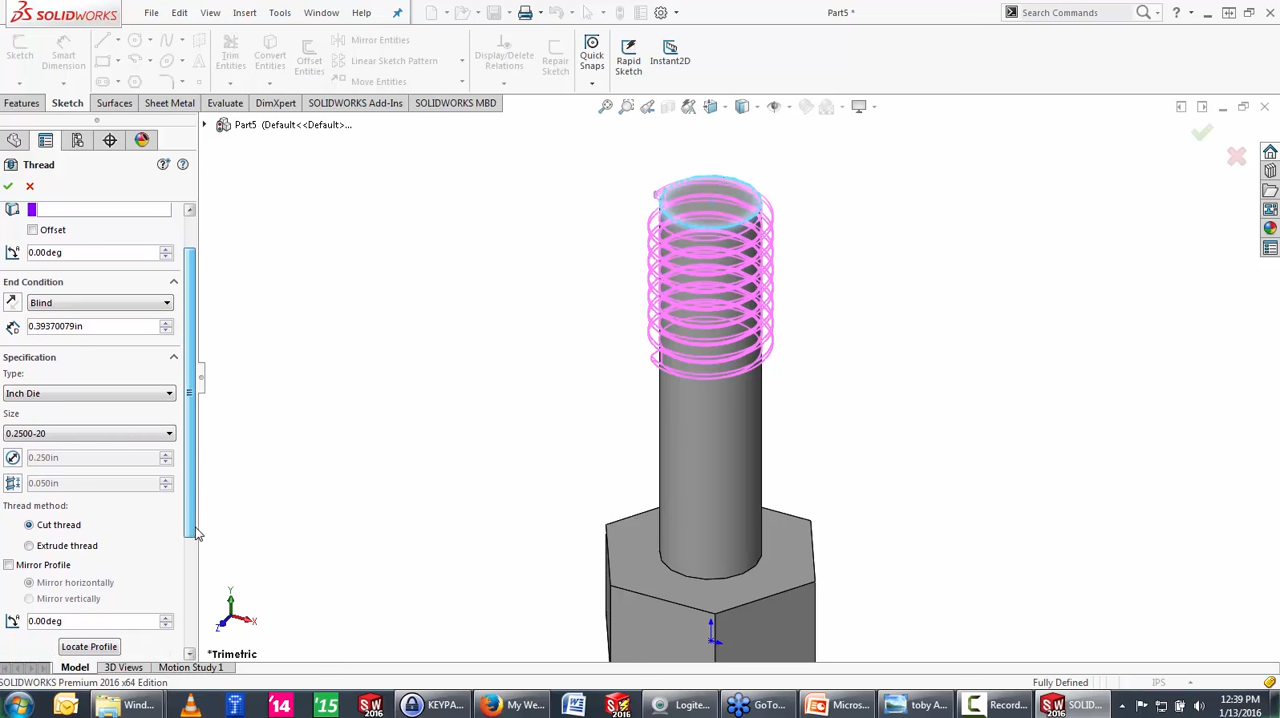 SOLIDWORKS File Edit View Insert Tools Window Help Part5 * Search Commands ?
Sketch Smart Dimension Trim Entities Convert Entities Offset Entities Mirror Entities Linear Sketch Pattern Move Entities Display/Delete Relations Repair Sketch Quick Snaps Rapid Sketch Instant2D
Features Sketch Surfaces Sheet Metal Evaluate DimXpert SOLIDWORKS Add-Ins SOLIDWORKS MBD
Part5 (Default<<Default>...
Thread
Offset
0.00deg
End Condition
Blind
0.39370079in
Specification
Type:
Inch Die
Size
0.2500-20
0.250in
0.050in
Thread method:
Cut thread
Extrude thread
Mirror Profile
Mirror horizontally
Mirror vertically
0.00deg
Locate Profile
Y
X
Z
*Trimetric
Model 3D Views Motion Study 1
SOLIDWORKS Premium 2016 x64 Edition Fully Defined IPS
Wind... '14 '15 SW 2016 KEYPA... My We... 2016 Logite... GoTo... Micros... toby A... Record... SW 2016 SOLID... 12:39 PM
1/13/2016